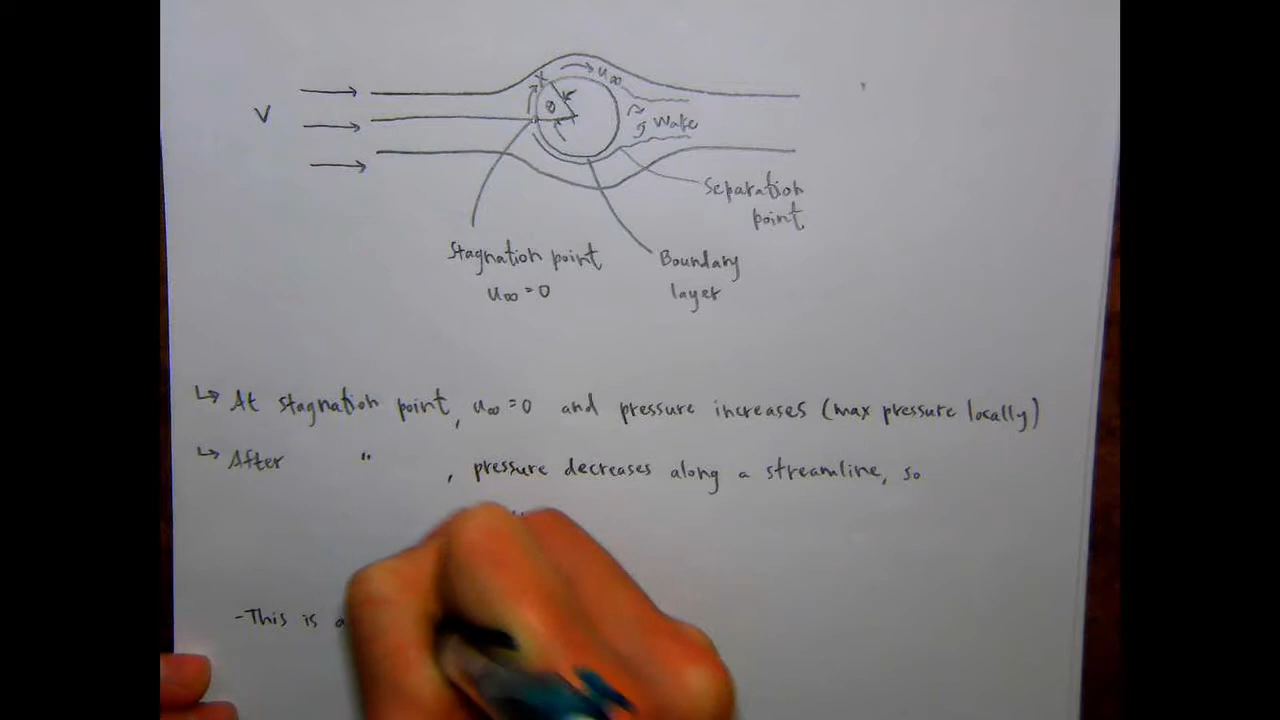 V
x
θ
u∞
Wake
Separation
point
Stagnation point
u∞ = 0
Boundary
layer
↳ At stagnation point, u∞ = 0 and pressure increases (max pressure locally)
↳ After " , pressure decreases along a streamline, so
-This is a